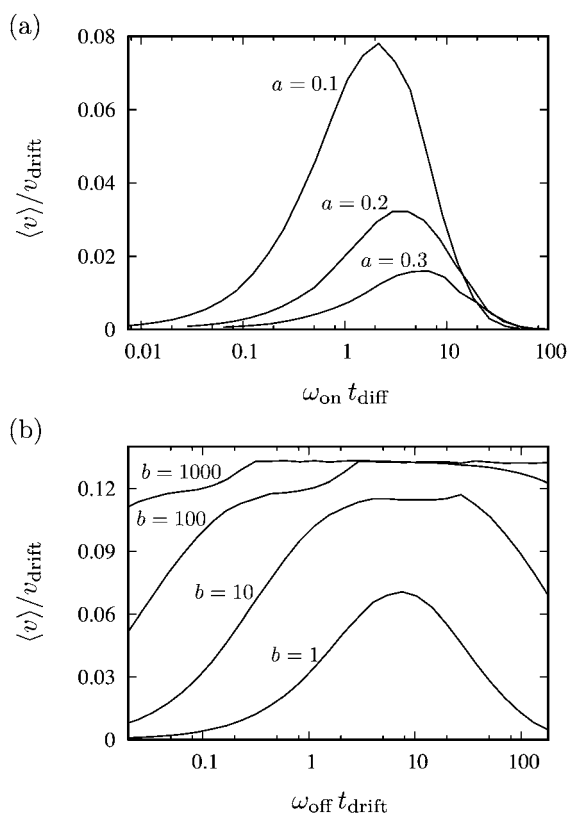 (a)
0.08
0.06
0.04
0.02
0
⟨v⟩/v_drift
a = 0.1
a = 0.2
a = 0.3
0.01 0.1 1 10 100
ω_on t_diff
(b)
0.12
0.09
0.06
0.03
0
⟨v⟩/v_drift
b = 1000
b = 100
b = 10
b = 1
0.1 1 10 100
ω_off t_drift